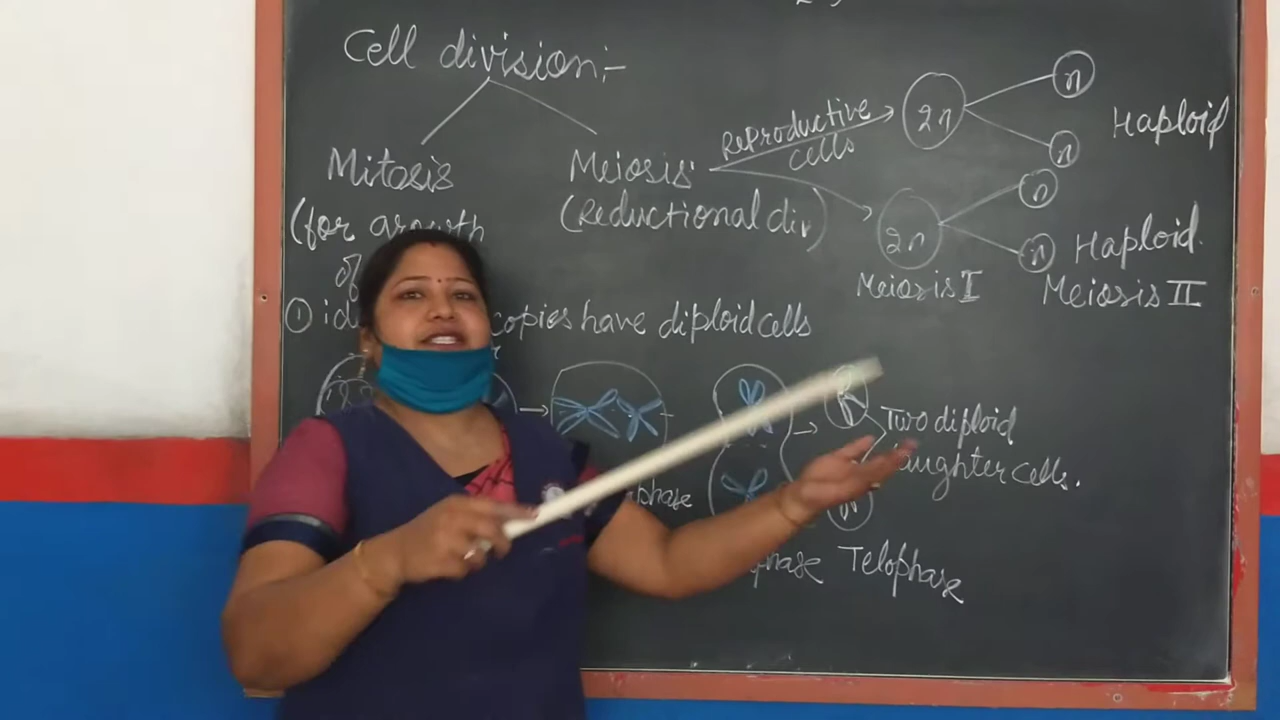 Cell division:-
Mitosis
(for growth
Meiosis
(Reductional div)
Reproductive
cells
2n
n
n
Haploid
2n
n
n
Haploid.
Meiosis I
Meiosis II
① copies have diploid cells
Two diploid
daughter cells.
Telophase